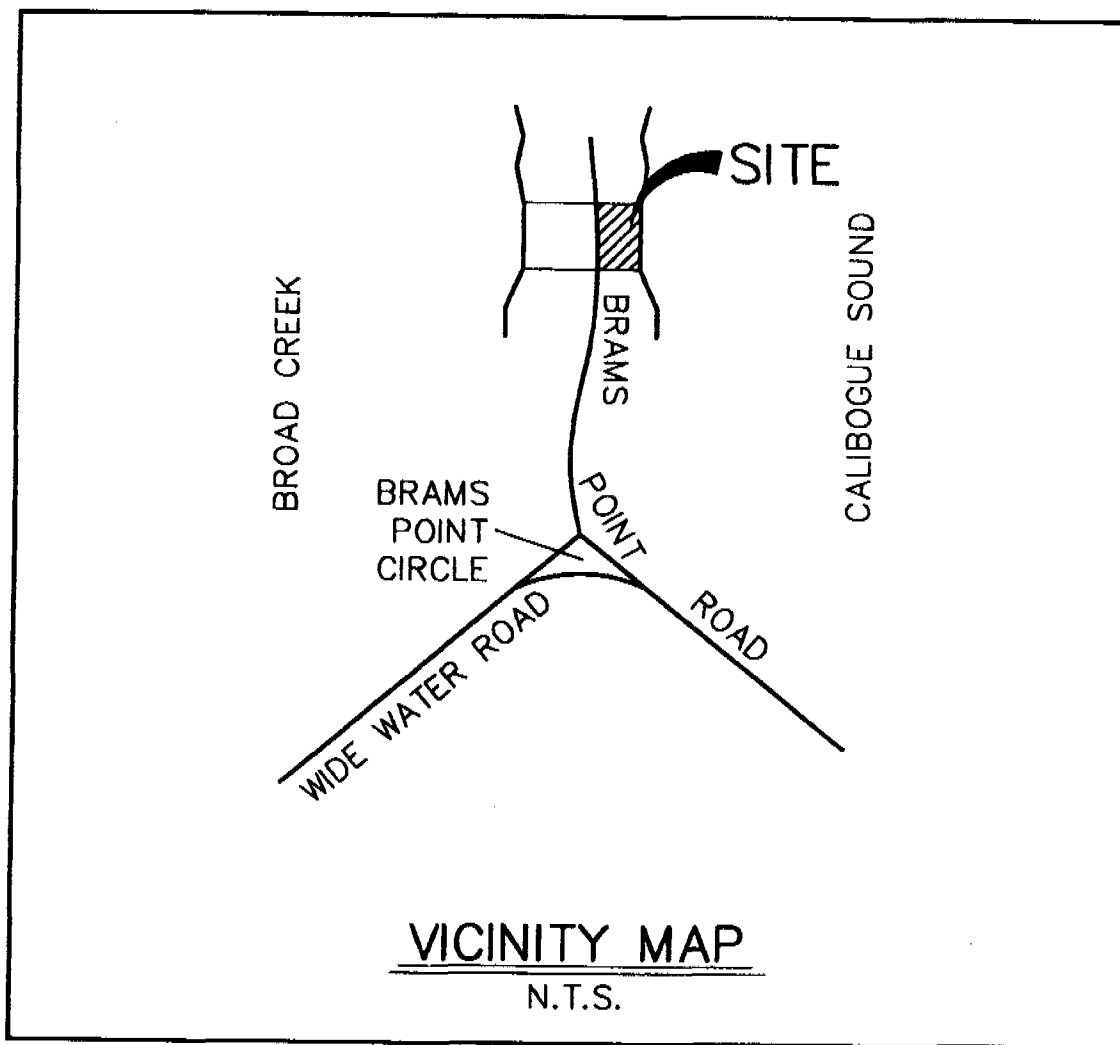 SITE
BROAD CREEK
CALIBOGUE SOUND
BRAMS
POINT
ROAD
BRAMS
POINT
CIRCLE
WIDE WATER ROAD
VICINITY MAP
N.T.S.